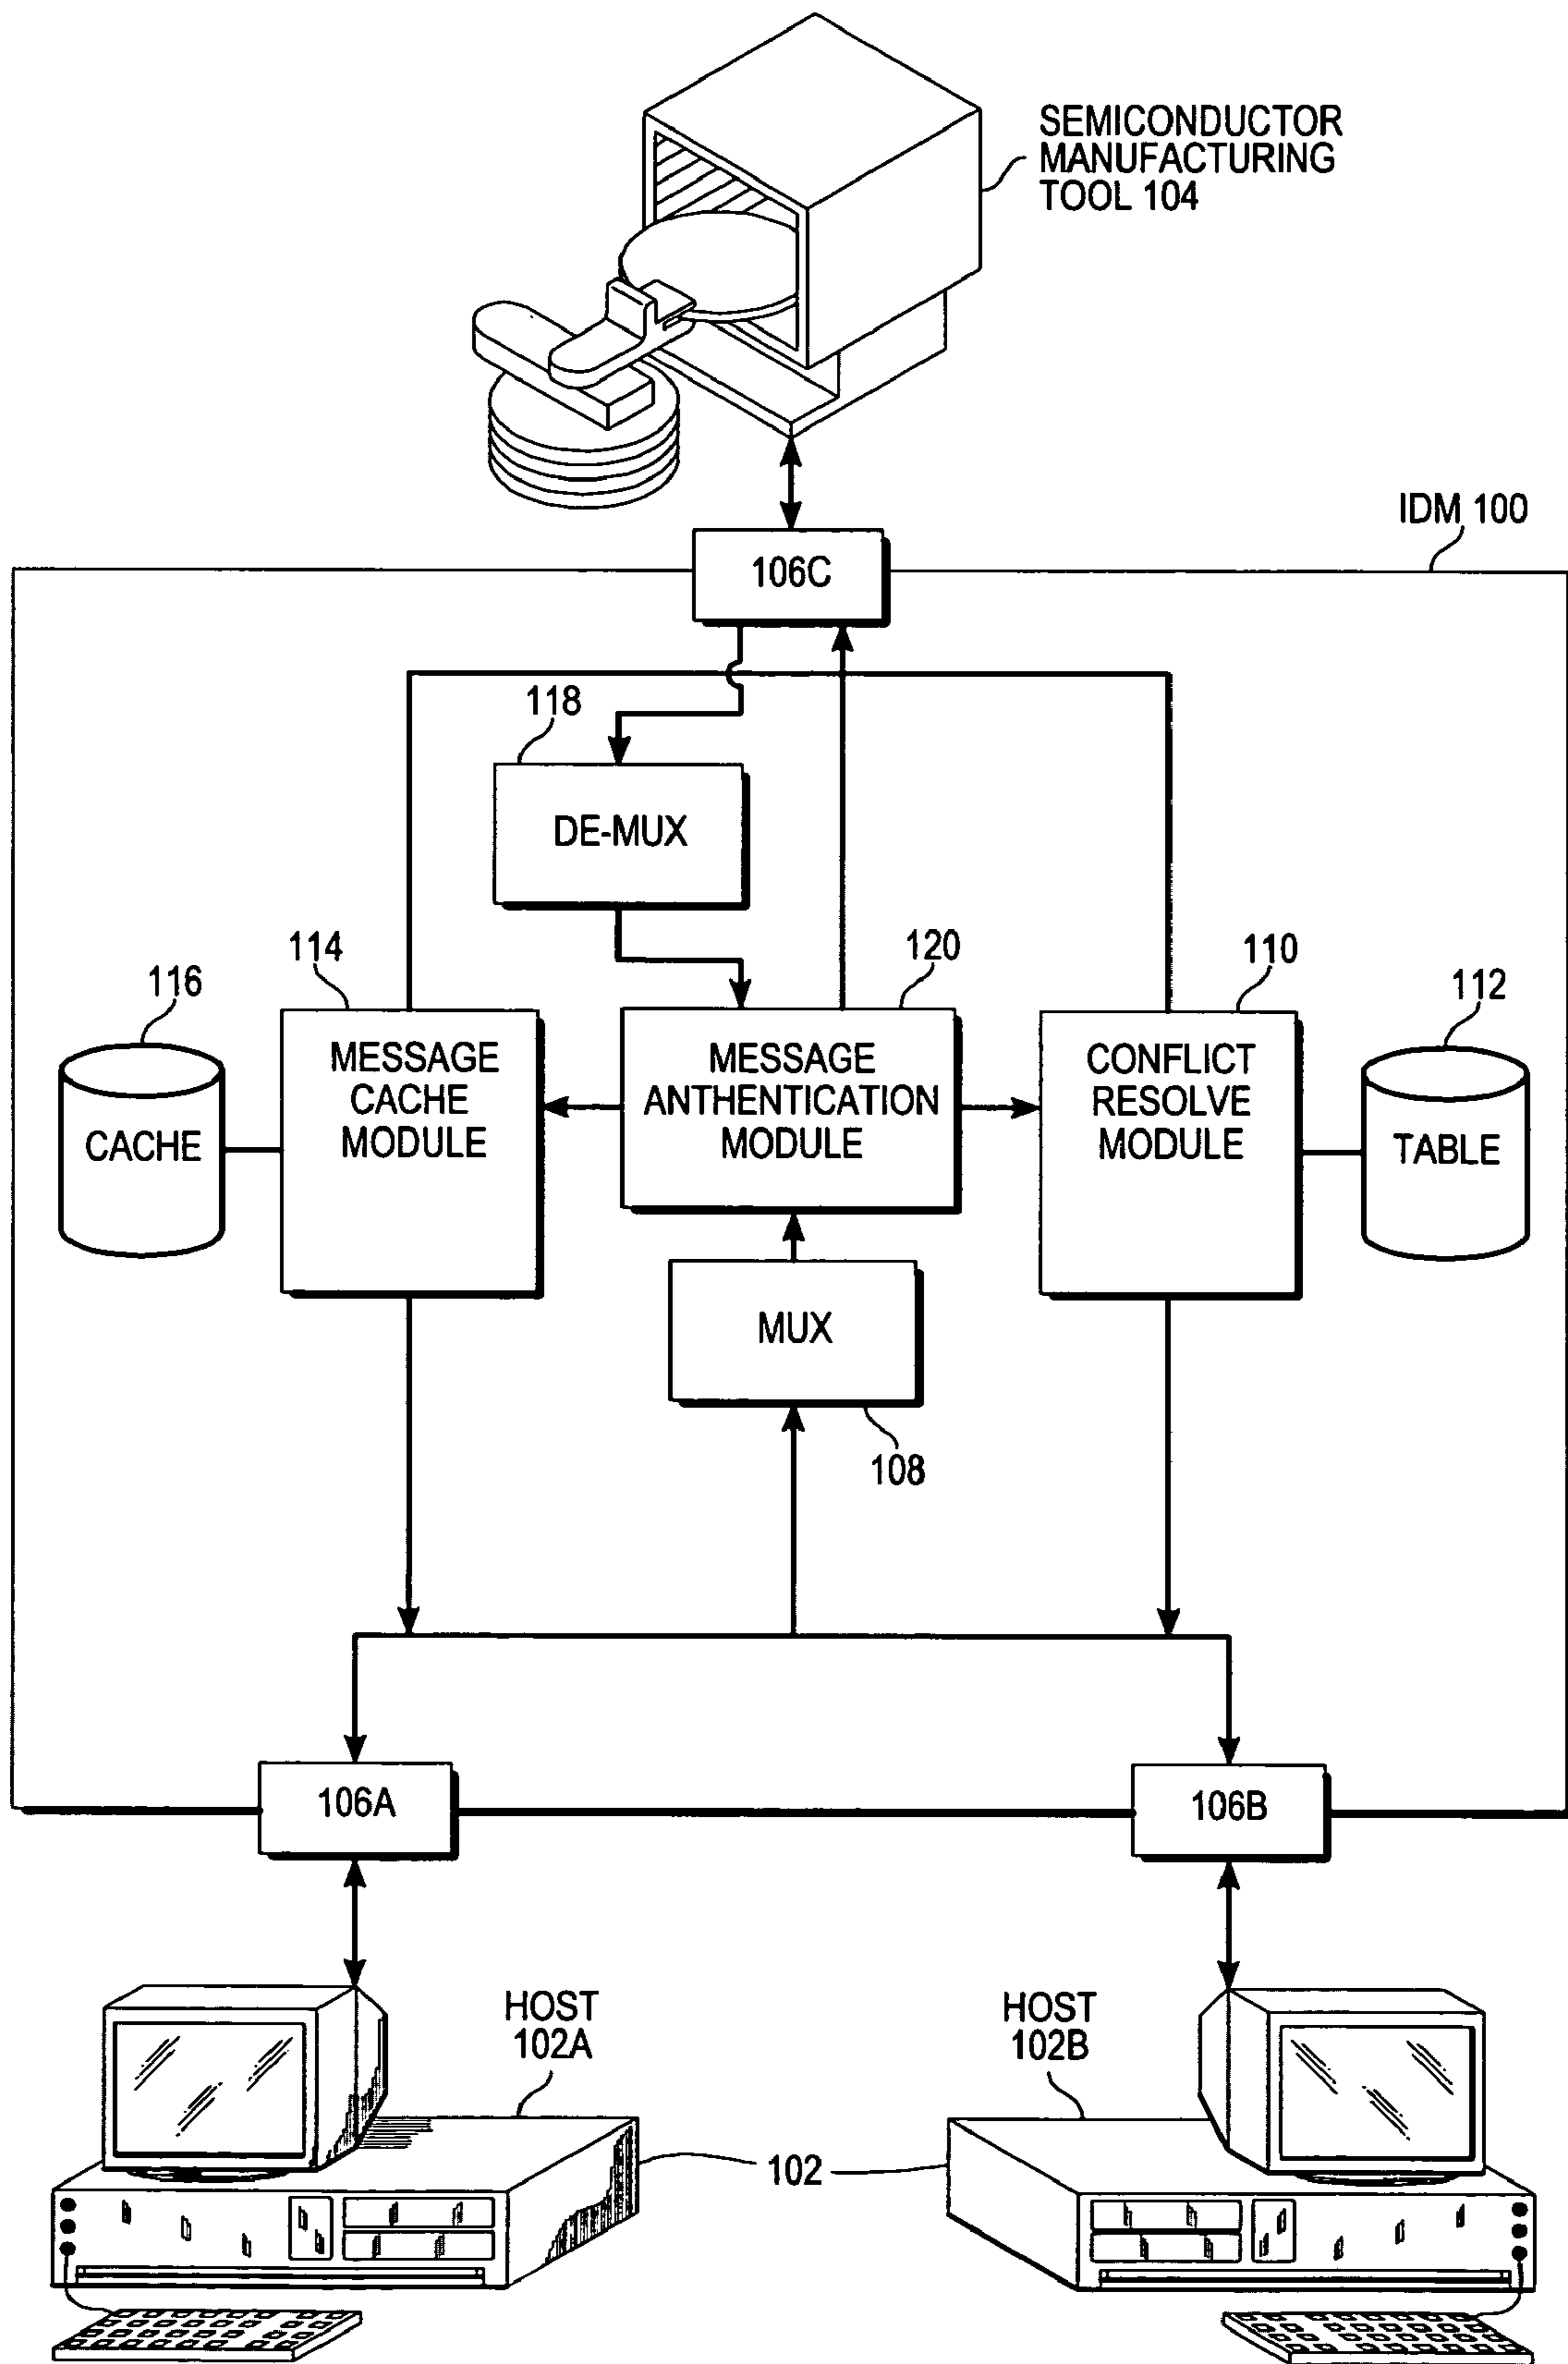 SEMICONDUCTOR
MANUFACTURING
TOOL 104
IDM 100
106C
118
DE-MUX
114
120
110
116
112
MESSAGE
CACHE
MODULE
MESSAGE
ANTHENTICATION
MODULE
CONFLICT
RESOLVE
MODULE
CACHE
TABLE
MUX
108
106A
106B
HOST
102A
HOST
102B
102